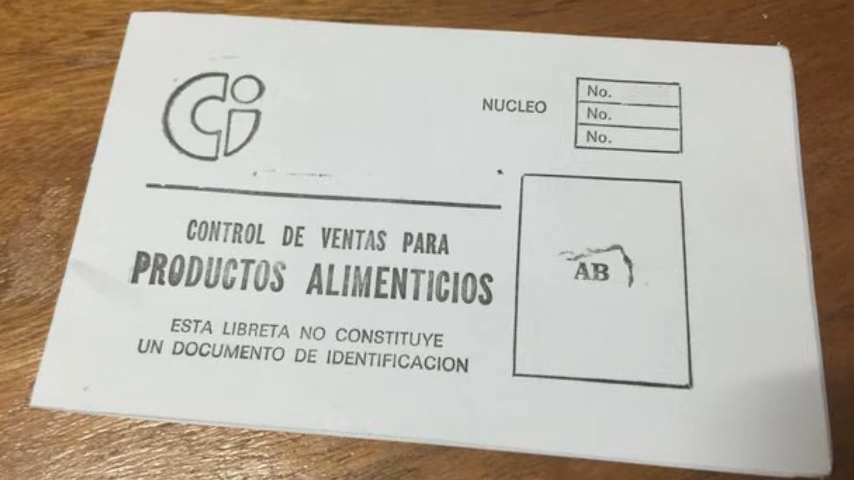 Ci
NUCLEO
No.
No.
No.
CONTROL DE VENTAS PARA
PRODUCTOS ALIMENTICIOS
ESTA LIBRETA NO CONSTITUYE
UN DOCUMENTO DE IDENTIFICACION
AB